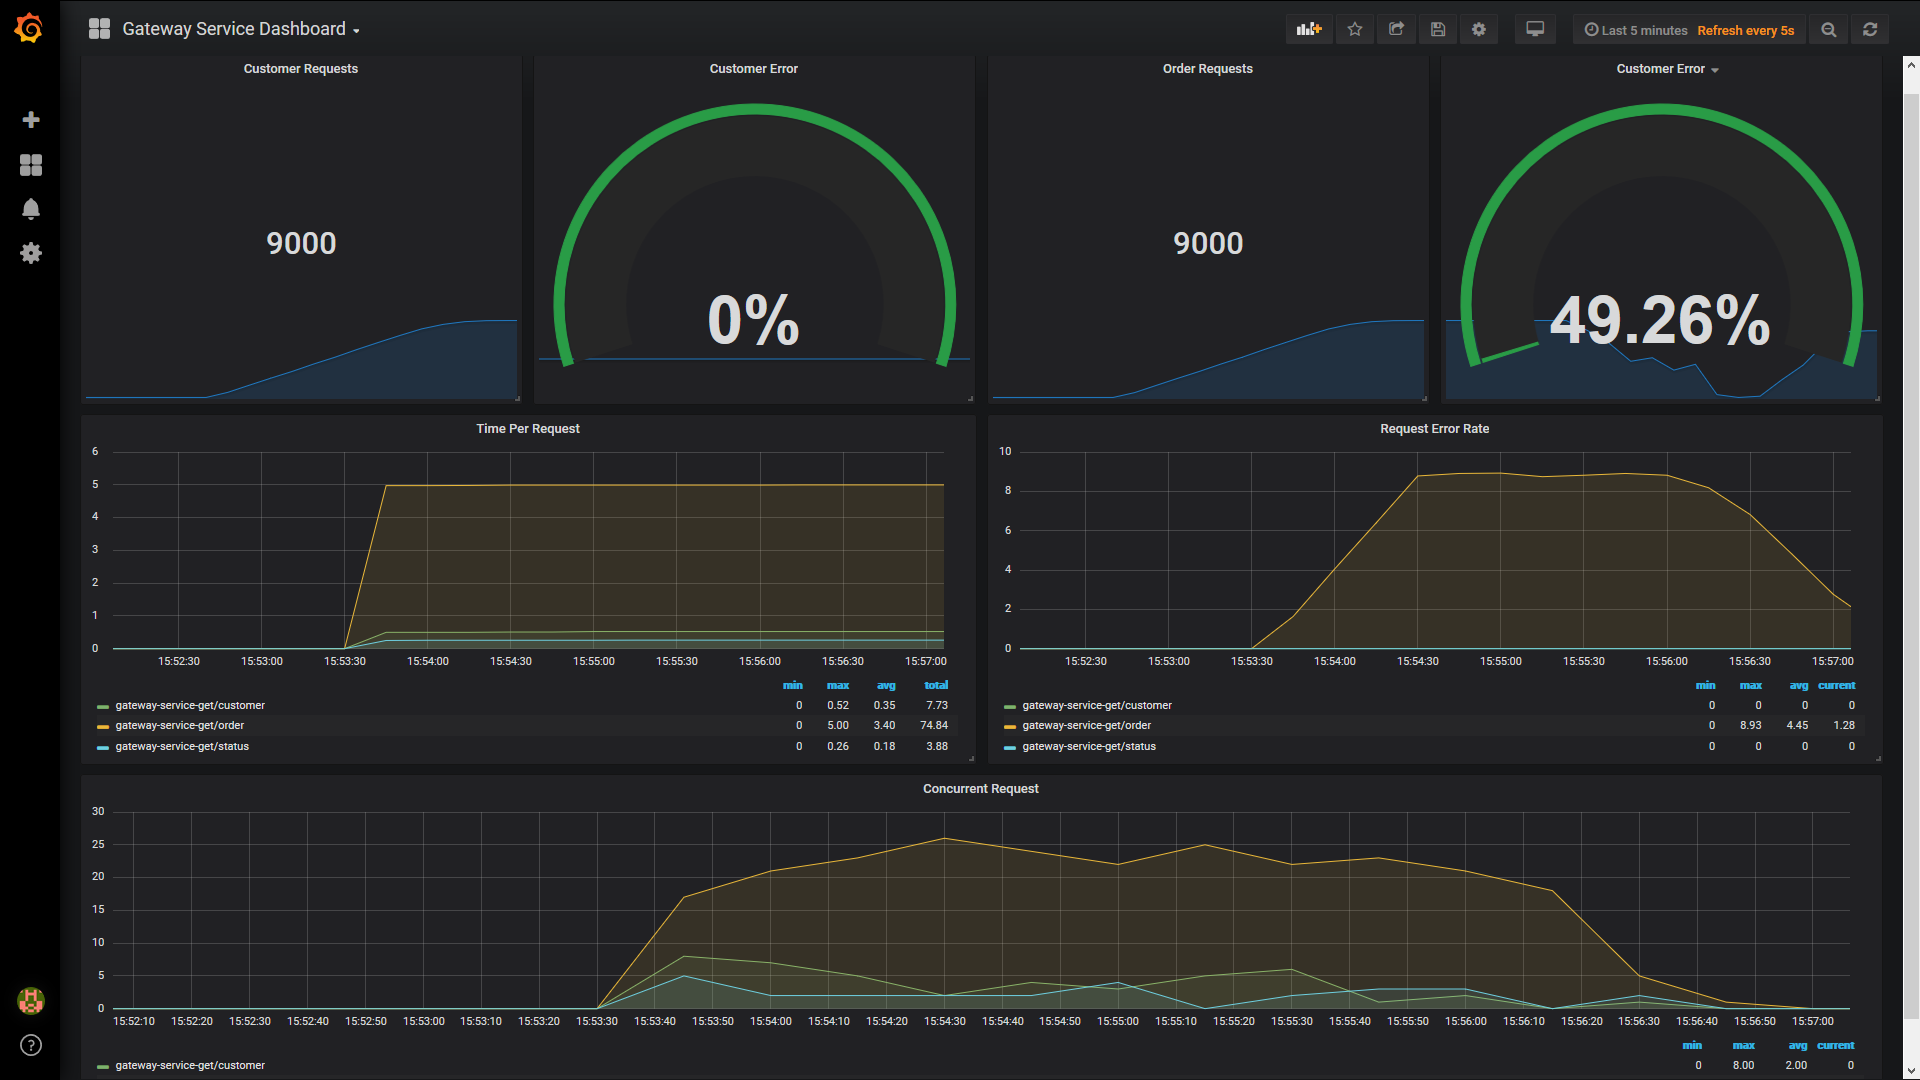 Gateway Service Dashboard
Last 5 minutes Refresh every 5s
Customer Requests
9000
Customer Error
0%
Order Requests
9000
Customer Error
49.26%
Time Per Request
6
5
4
3
2
1
0
15:52:30 15:53:00 15:53:30 15:54:00 15:54:30 15:55:00 15:55:30 15:56:00 15:56:30 15:57:00
min max avg total
gateway-service-get/customer 0 0.52 0.35 7.73
gateway-service-get/order 0 5.00 3.40 74.84
gateway-service-get/status 0 0.26 0.18 3.88
Request Error Rate
10
8
6
4
2
0
15:52:30 15:53:00 15:53:30 15:54:00 15:54:30 15:55:00 15:55:30 15:56:00 15:56:30 15:57:00
min max avg current
gateway-service-get/customer 0 0 0 0
gateway-service-get/order 0 8.93 4.45 1.28
gateway-service-get/status 0 0 0 0
Concurrent Request
30
25
20
15
10
5
0
15:52:10 15:52:20 15:52:30 15:52:40 15:52:50 15:53:00 15:53:10 15:53:20 15:53:30 15:53:40 15:53:50 15:54:00 15:54:10 15:54:20 15:54:30 15:54:40 15:54:50 15:55:00 15:55:10 15:55:20 15:55:30 15:55:40 15:55:50 15:56:00 15:56:10 15:56:20 15:56:30 15:56:40 15:56:50 15:57:00
min max avg current
gateway-service-get/customer 0 8.00 2.00 0